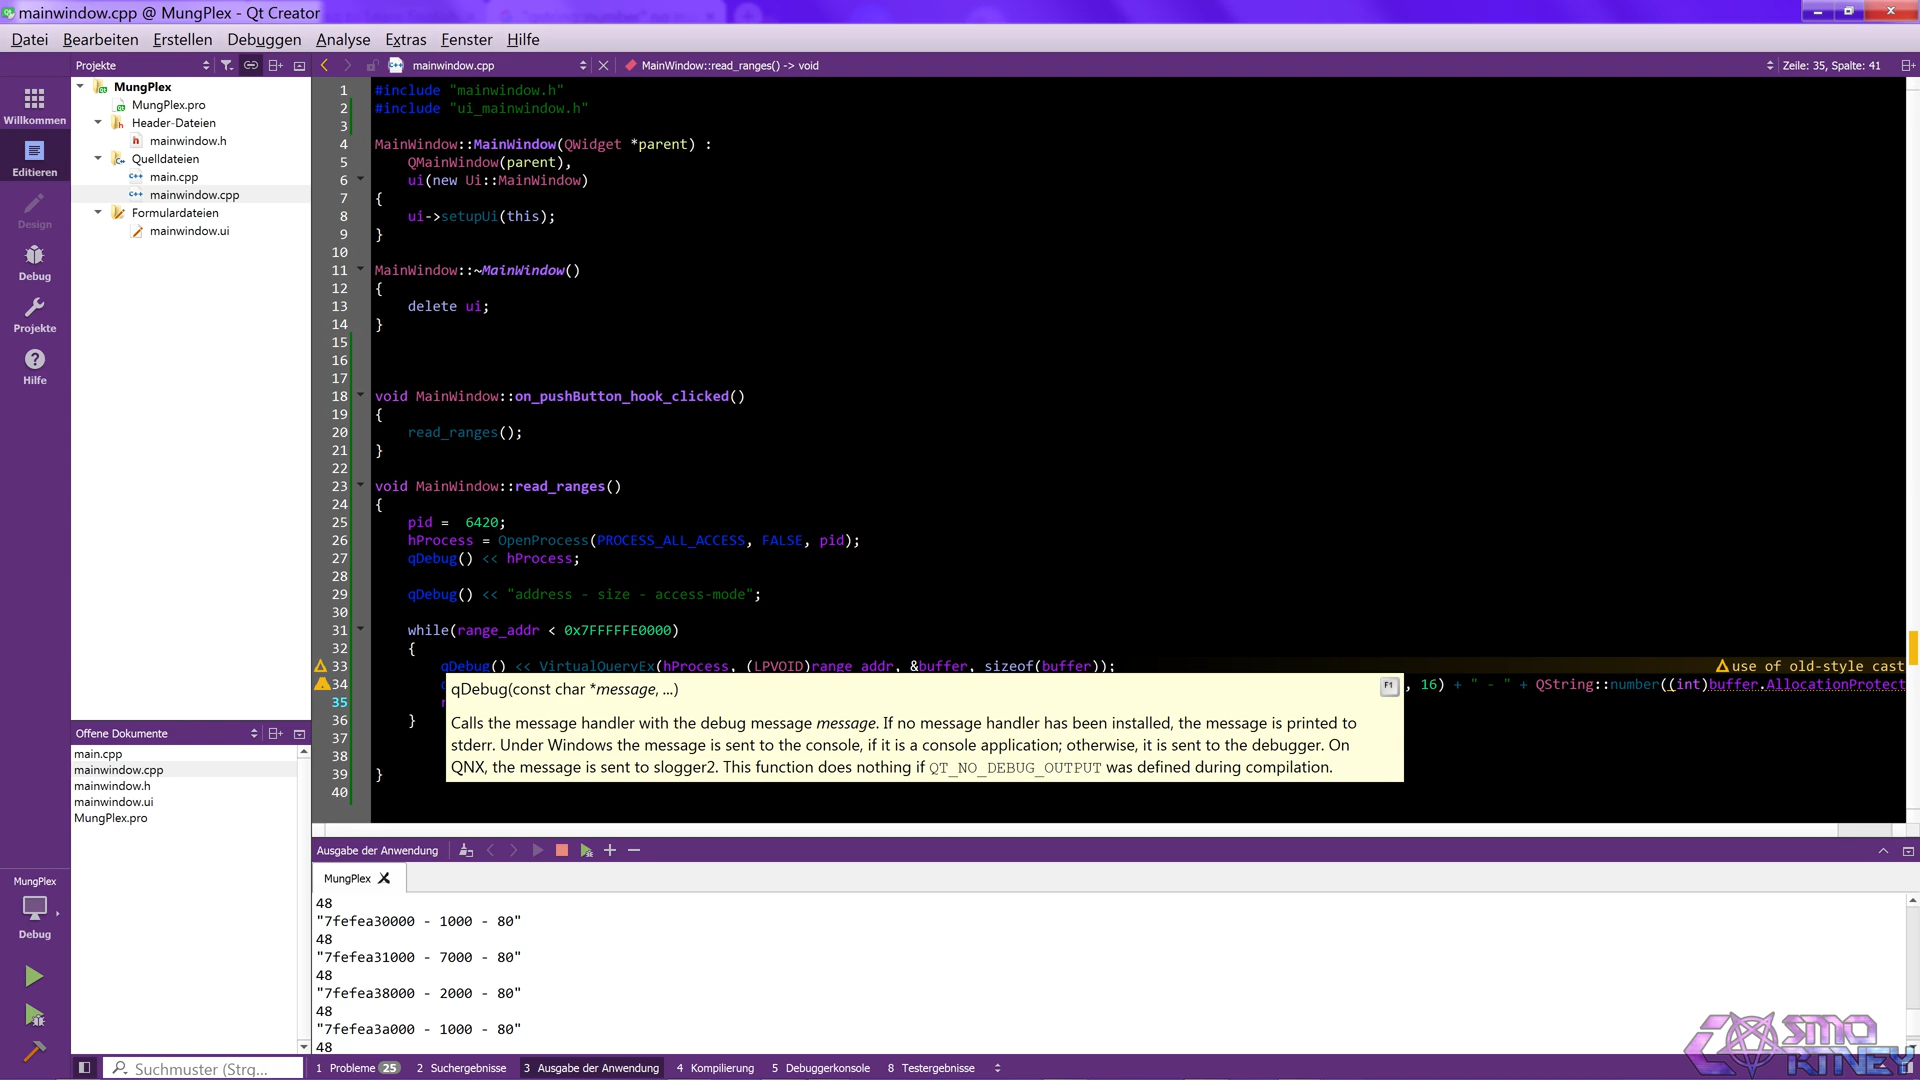 mainwindow.cpp @ MungPlex - Qt Creator
Datei Bearbeiten Erstellen Debuggen Analyse Extras Fenster Hilfe
Projekte
mainwindow.cpp
MainWindow::read_ranges() -> void
Zeile: 35, Spalte: 41
Willkommen
Editieren
Design
Debug
Projekte
Hilfe
MungPlex
MungPlex.pro
Header-Dateien
mainwindow.h
Quelldateien
main.cpp
mainwindow.cpp
Formulardateien
mainwindow.ui
1 #include "mainwindow.h"
2 #include "ui_mainwindow.h"
3
4 MainWindow::MainWindow(QWidget *parent) :
5 QMainWindow(parent),
6 ui(new Ui::MainWindow)
7 {
8 ui->setupUi(this);
9 }
10
11 MainWindow::~MainWindow()
12 {
13 delete ui;
14 }
15
16
17
18 void MainWindow::on_pushButton_hook_clicked()
19 {
20 read_ranges();
21 }
22
23 void MainWindow::read_ranges()
24 {
25 pid = 6420;
26 hProcess = OpenProcess(PROCESS_ALL_ACCESS, FALSE, pid);
27 qDebug() << hProcess;
28
29 qDebug() << "address - size - access-mode";
30
31 while(range_addr < 0x7FFFFFE0000)
32 {
33 qDebug() << VirtualQueryEx(hProcess, (LPVOID)range_addr, &buffer, sizeof(buffer)); use of old-style cast
34 , 16) + " - " + QString::number((int)buffer.AllocationProtect
35
36 }
37
38
39 }
40
qDebug(const char *message, ...)
F1
Calls the message handler with the debug message message. If no message handler has been installed, the message is printed to
stderr. Under Windows the message is sent to the console, if it is a console application; otherwise, it is sent to the debugger. On
QNX, the message is sent to slogger2. This function does nothing if QT_NO_DEBUG_OUTPUT was defined during compilation.
Offene Dokumente
main.cpp
mainwindow.cpp
mainwindow.h
mainwindow.ui
MungPlex.pro
MungPlex
Debug
Ausgabe der Anwendung
MungPlex
48
"7fefea30000 - 1000 - 80"
48
"7fefea31000 - 7000 - 80"
48
"7fefea38000 - 2000 - 80"
48
"7fefea3a000 - 1000 - 80"
48
Suchmuster (Strg...
1 Probleme 25 2 Suchergebnisse 3 Ausgabe der Anwendung 4 Kompilierung 5 Debuggerkonsole 8 Testergebnisse